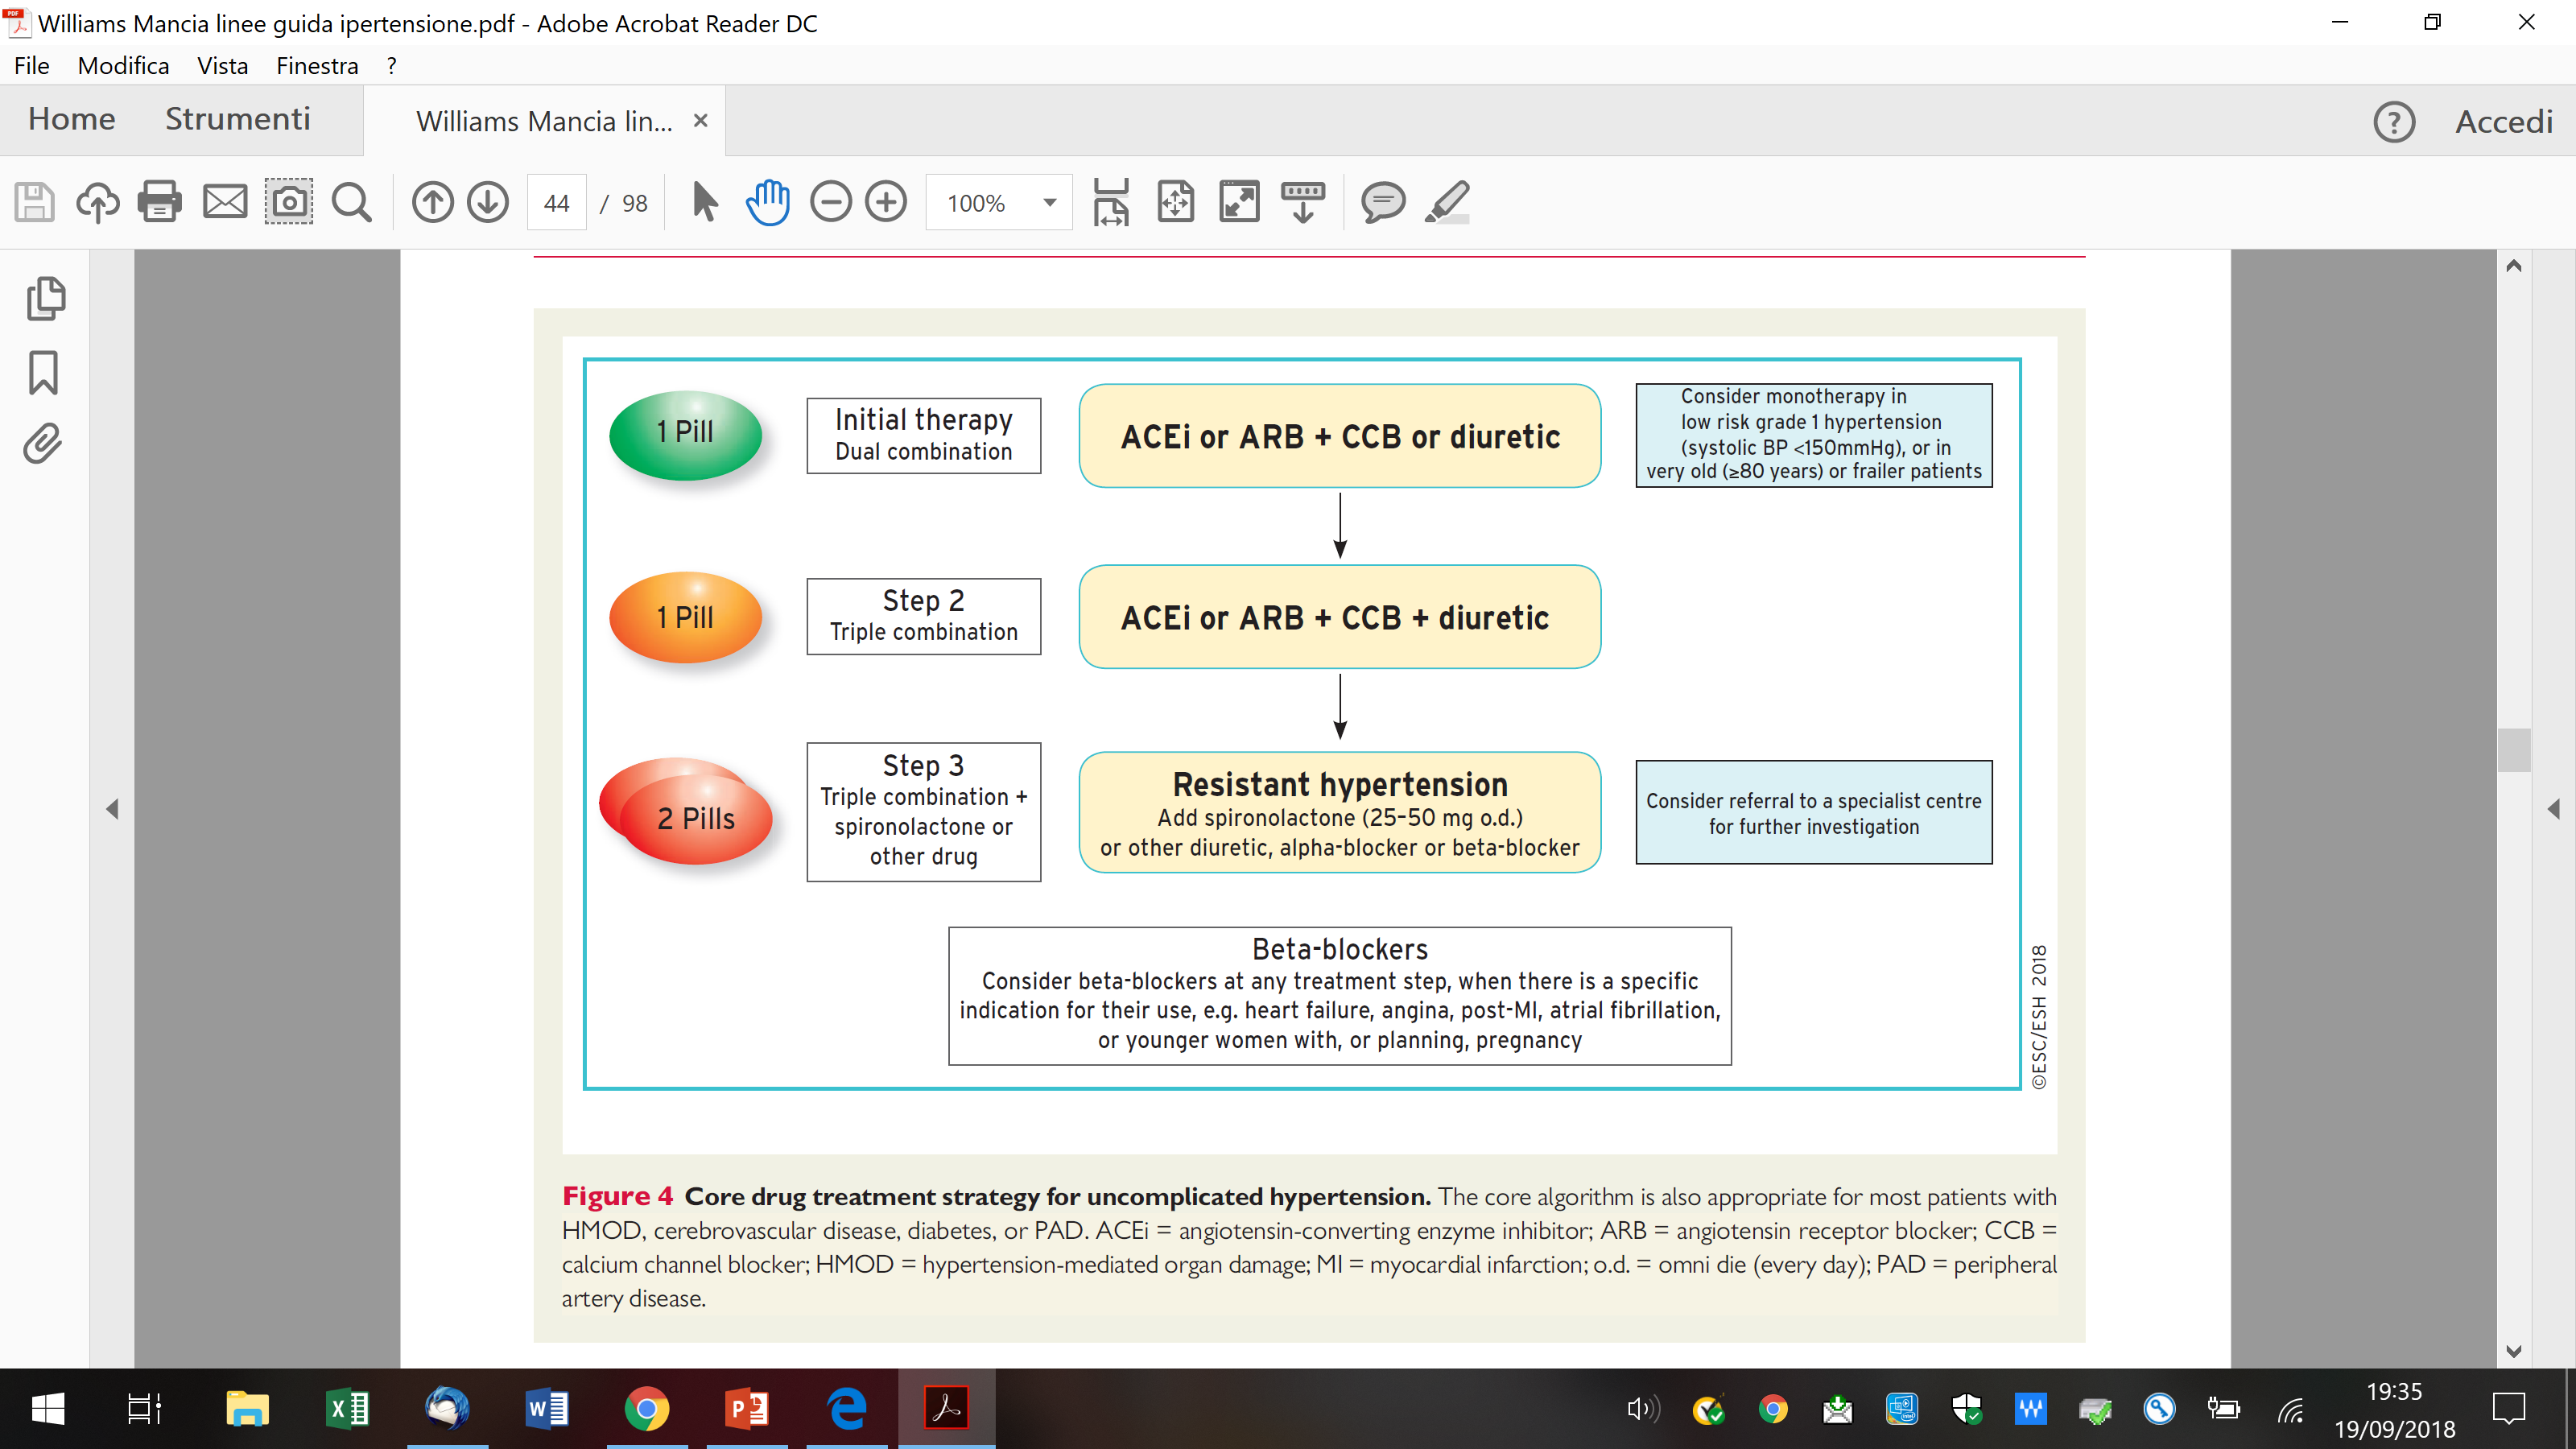 Williams Mancia linee guida ipertensione.pdf - Adobe Acrobat Reader DC
File Modifica Vista Finestra ?
Home Strumenti Williams Mancia lin... × ? Accedi
44 / 98 100%
1 Pill
Initial therapy
Dual combination
ACEi or ARB + CCB or diuretic
Consider monotherapy in
low risk grade 1 hypertension
(systolic BP <150mmHg), or in
very old (≥80 years) or frailer patients
1 Pill
Step 2
Triple combination
ACEi or ARB + CCB + diuretic
2 Pills
Step 3
Triple combination +
spironolactone or
other drug
Resistant hypertension
Add spironolactone (25–50 mg o.d.)
or other diuretic, alpha-blocker or beta-blocker
Consider referral to a specialist centre
for further investigation
Beta-blockers
Consider beta-blockers at any treatment step, when there is a specific
indication for their use, e.g. heart failure, angina, post-MI, atrial fibrillation,
or younger women with, or planning, pregnancy
©ESC/ESH 2018
Figure 4 Core drug treatment strategy for uncomplicated hypertension. The core algorithm is also appropriate for most patients with
HMOD, cerebrovascular disease, diabetes, or PAD. ACEi = angiotensin-converting enzyme inhibitor; ARB = angiotensin receptor blocker; CCB =
calcium channel blocker; HMOD = hypertension-mediated organ damage; MI = myocardial infarction; o.d. = omni die (every day); PAD = peripheral
artery disease.
19:35
19/09/2018